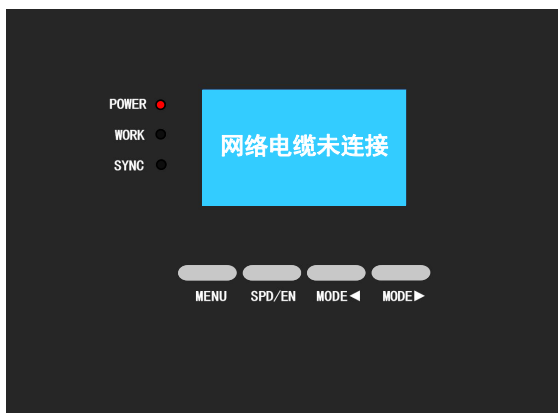 POWER
WORK
SYNC
网络电缆未连接
MENU SPD/EN MODE◀ MODE▶